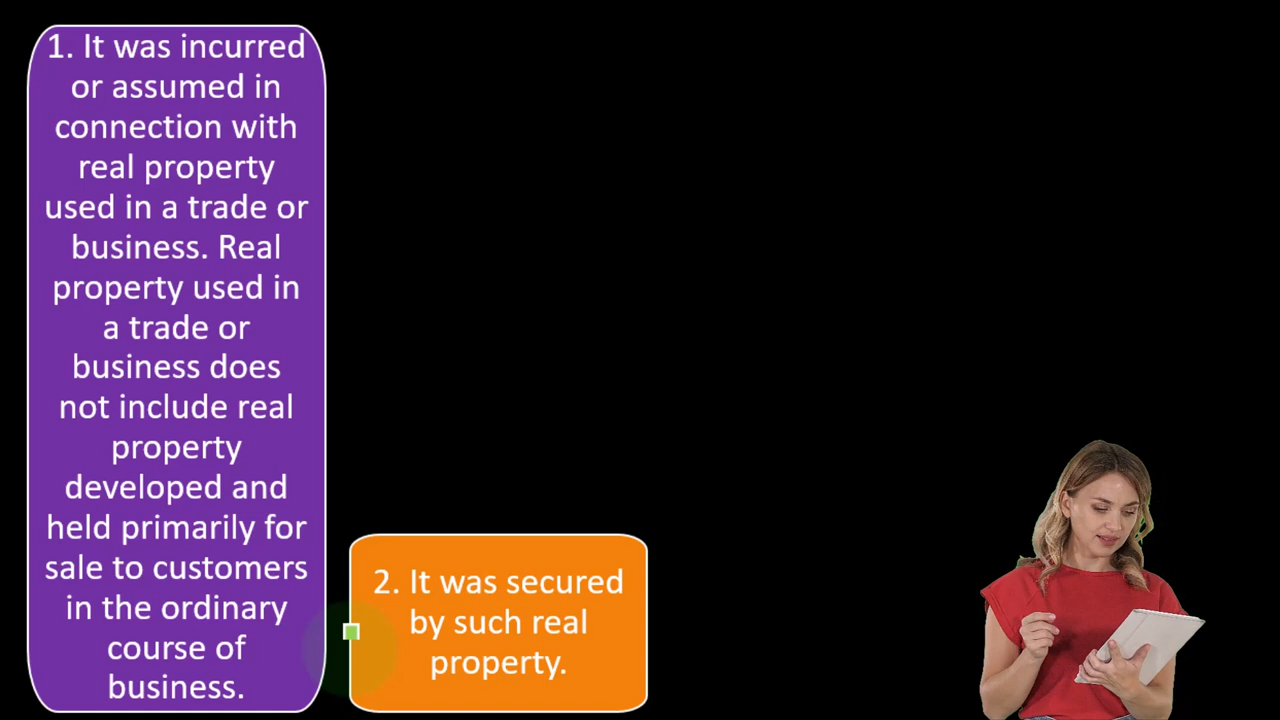 1. It was incurred
or assumed in
connection with
real property
used in a trade or
business. Real
property used in
a trade or
business does
not include real
property
developed and
held primarily for
sale to customers
in the ordinary
course of
business.
2. It was secured
by such real
property.